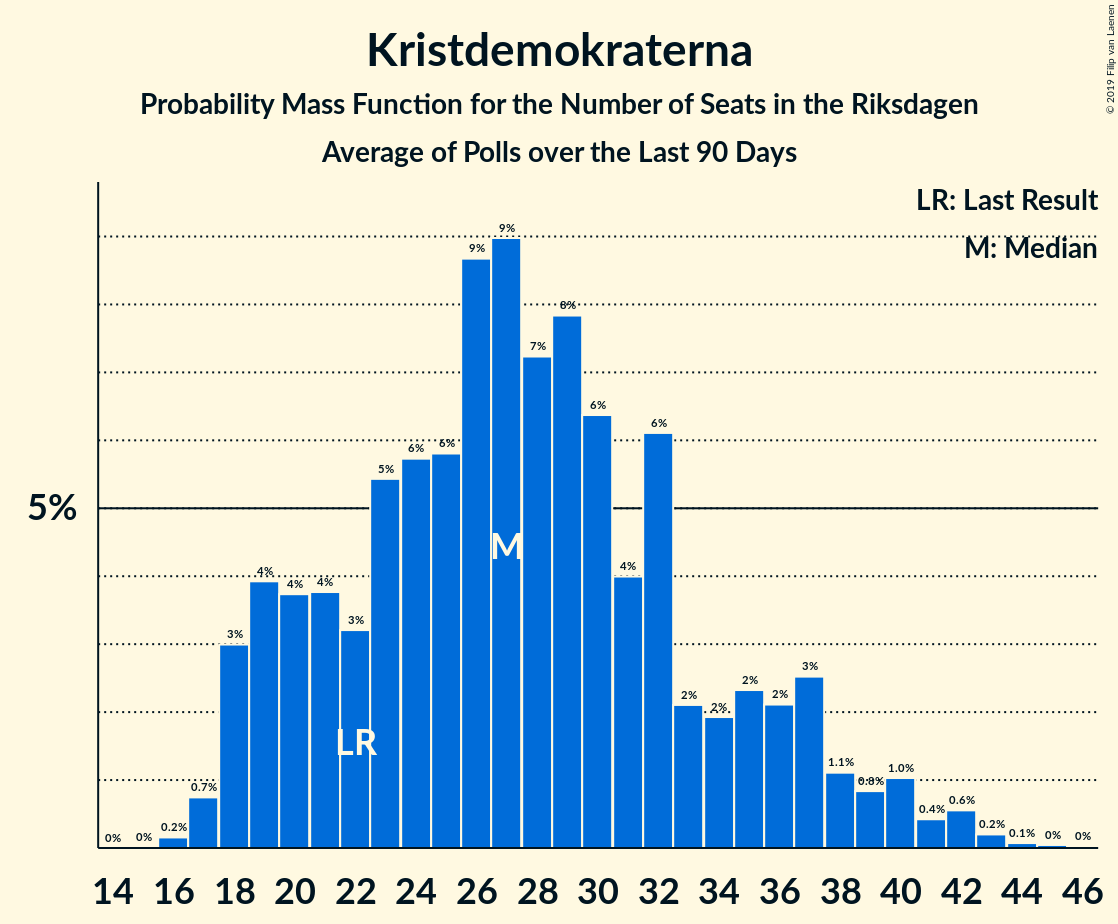 Kristdemokraterna
Probability Mass Function for the Number of Seats in the Riksdagen
Average of Polls over the Last 90 Days
© 2019 Filip van Laenen
LR: Last Result
M: Median
5%
0% 0% 0.2% 0.7% 3% 4% 4% 4% 3% 5% 6% 6% 9% 9% 7% 8% 6% 4% 6% 2% 2% 2% 2% 3% 1.1% 0.8% 1.0% 0.4% 0.6% 0.2% 0.1% 0% 0%
M
LR
14 16 18 20 22 24 26 28 30 32 34 36 38 40 42 44 46